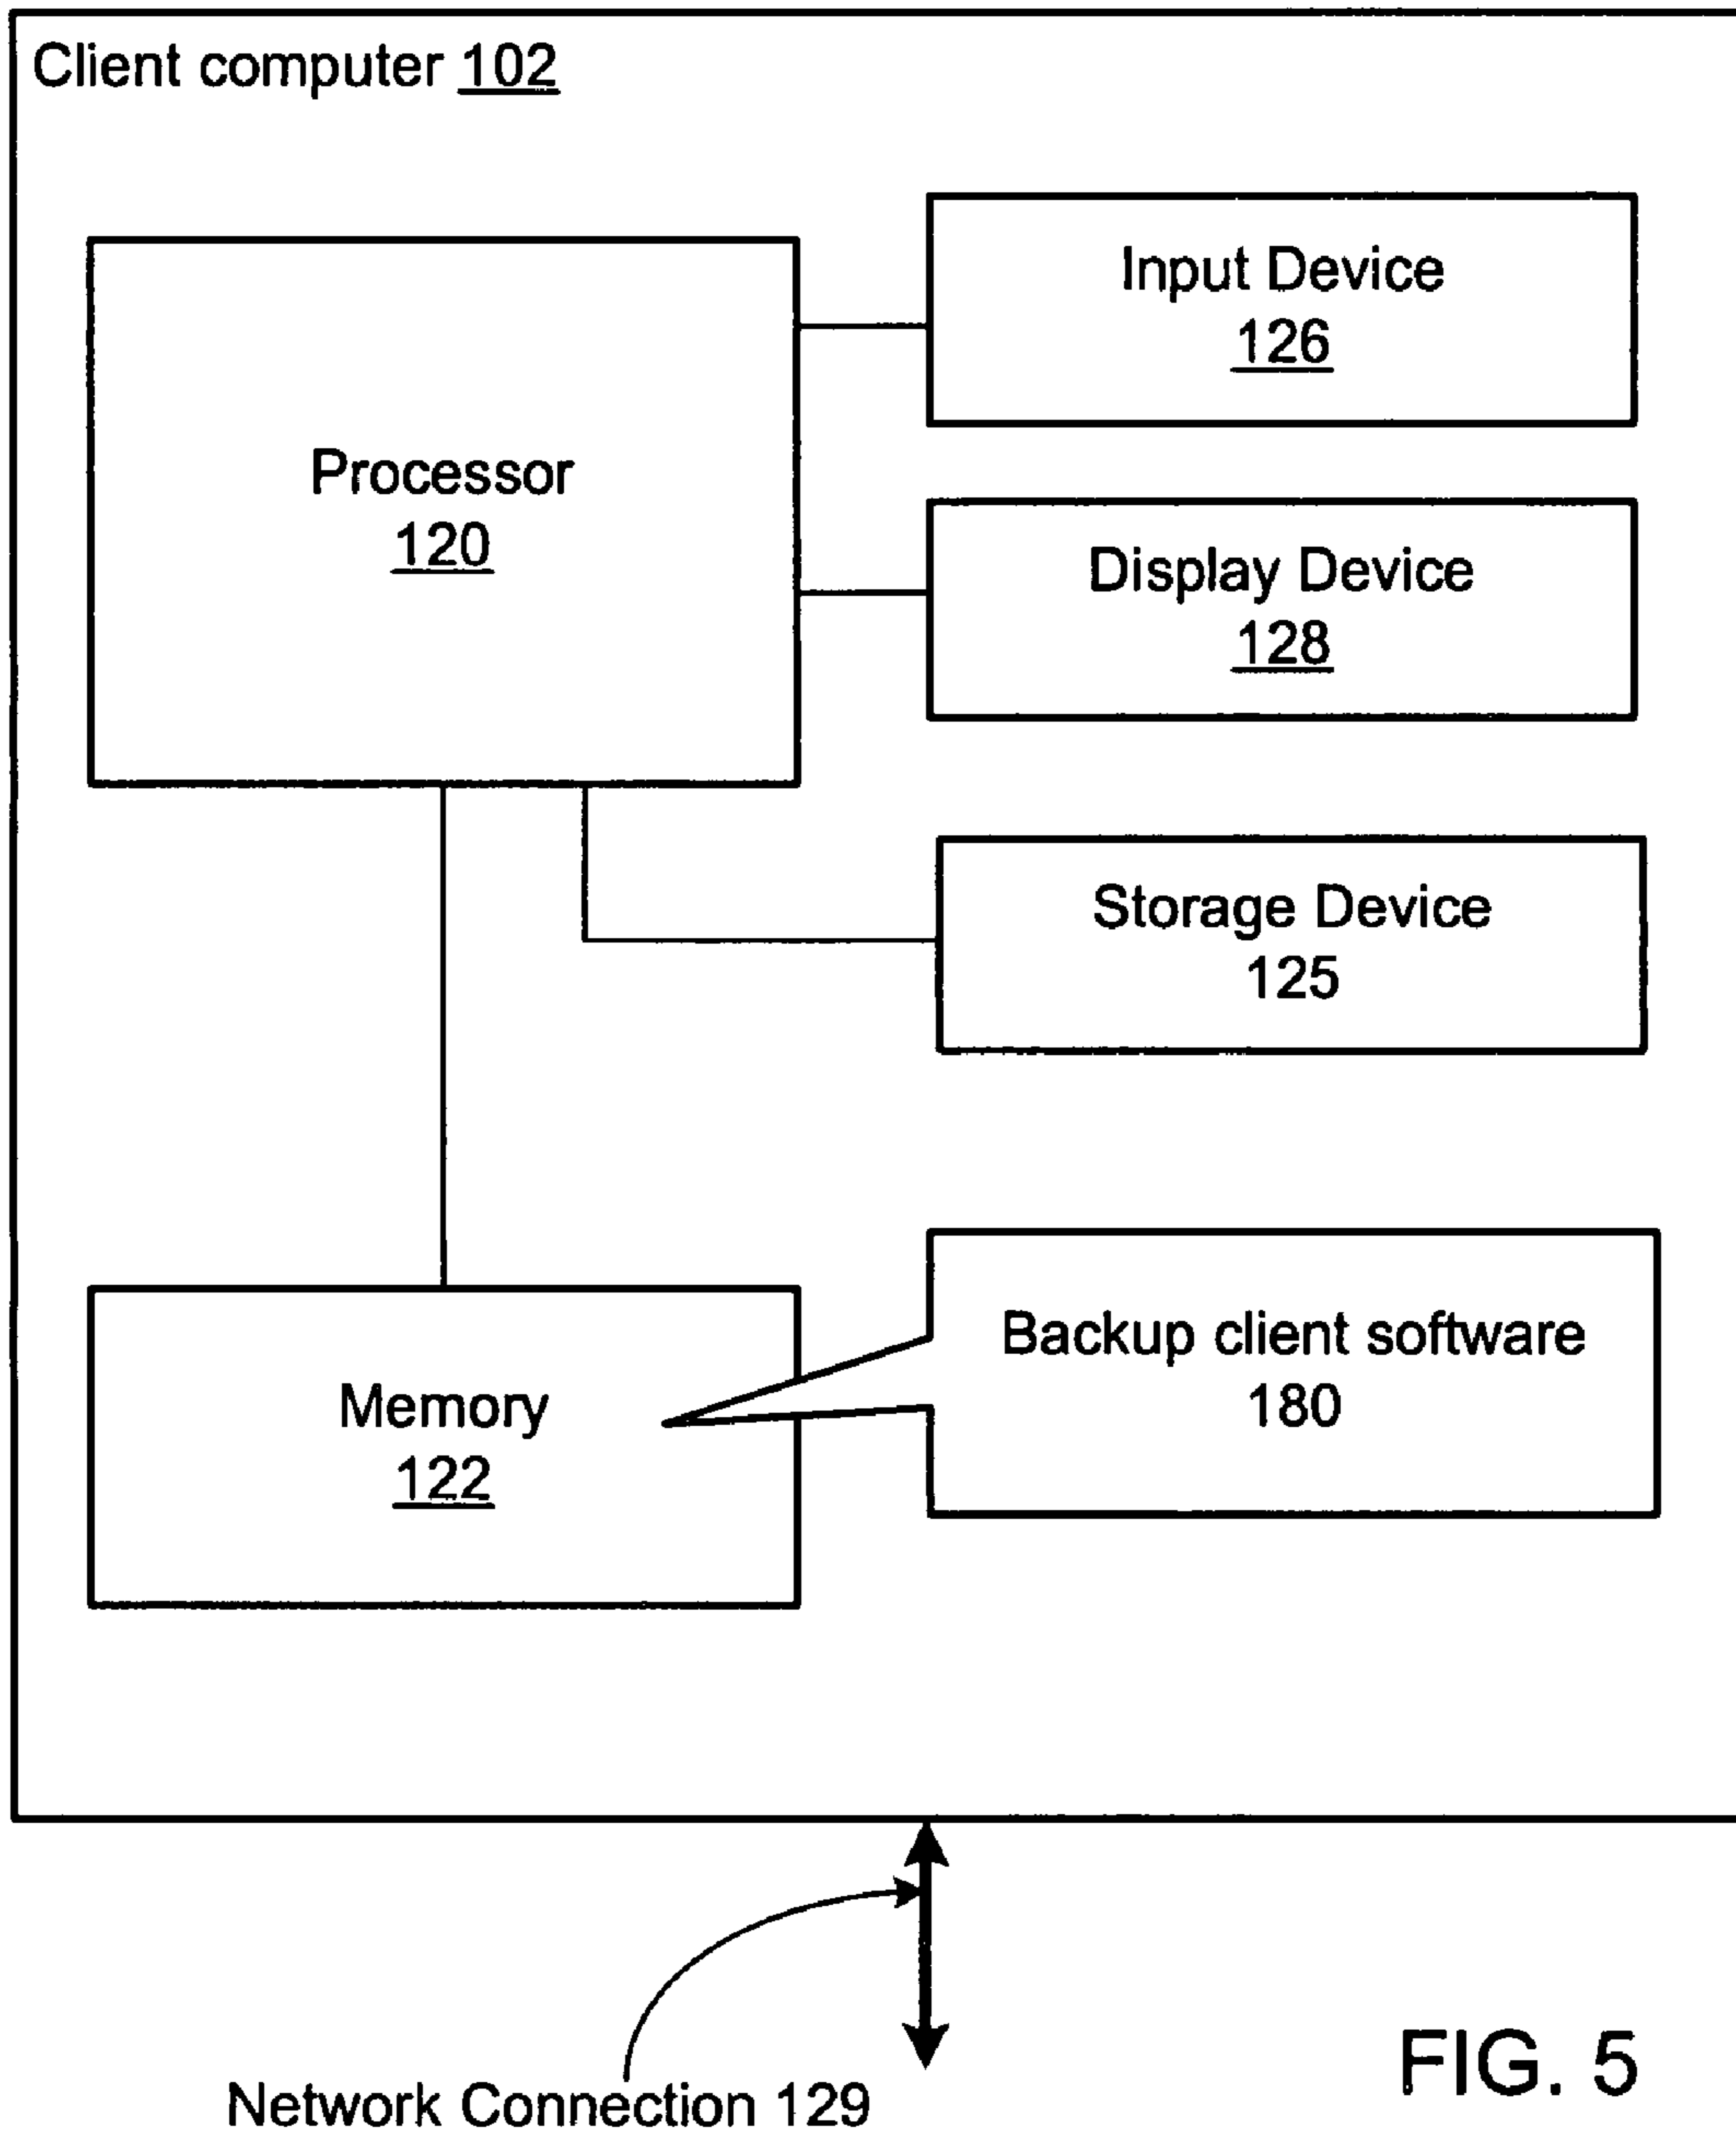 Client computer 102
Input Device
126
Processor
120
Display Device
128
Storage Device
125
Backup client software
180
Memory
122
Network Connection 129
FIG. 5